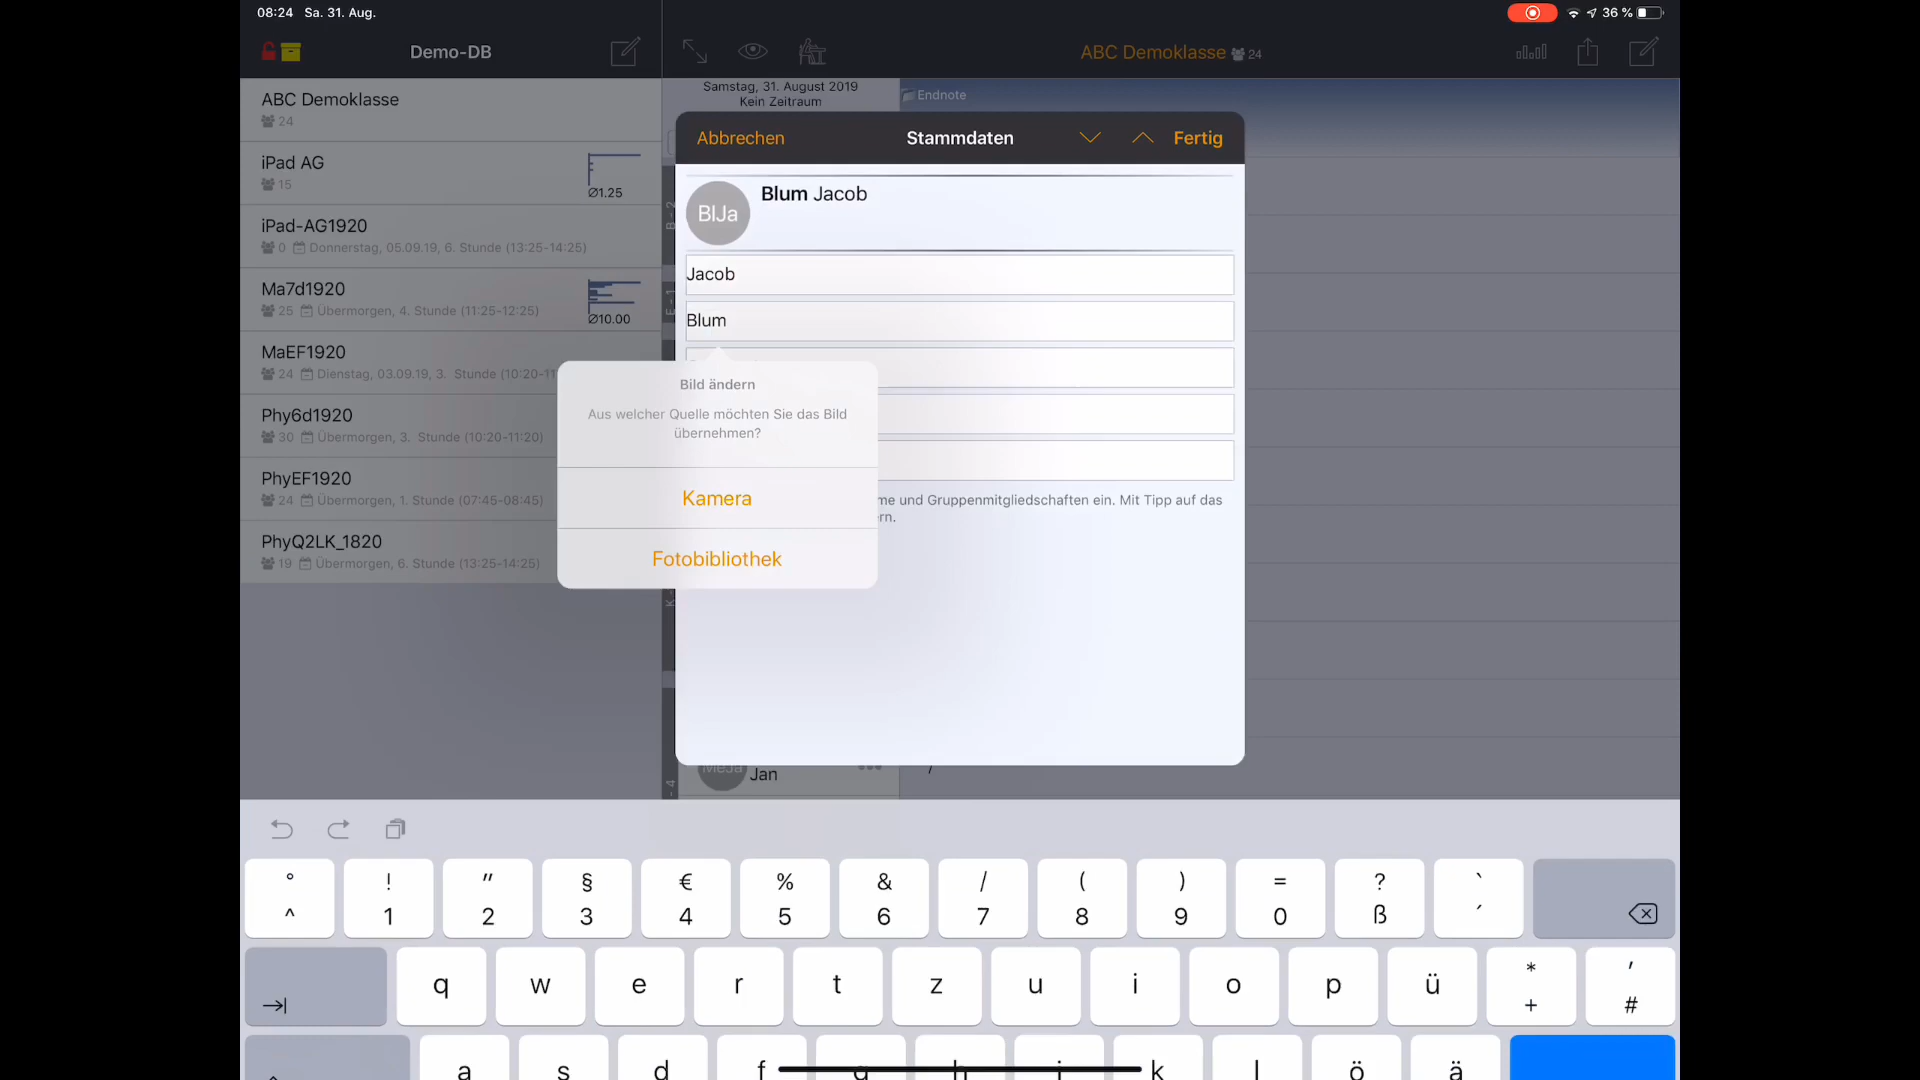 08:24 Sa. 31. Aug.
36 %
Demo-DB
ABC Demoklasse 24
ABC Demoklasse
24
iPad AG
15
Ø1.25
iPad-AG1920
0 Donnerstag, 05.09.19, 6. Stunde (13:25-14:25)
Ma7d1920
25 Übermorgen, 4. Stunde (11:25-12:25)
Ø10.00
MaEF1920
24 Dienstag, 03.09.19, 3. Stunde (10:20-11
Phy6d1920
30 Übermorgen, 3. Stunde (10:20-11:20)
PhyEF1920
24 Übermorgen, 1. Stunde (07:45-08:45)
PhyQ2LK_1820
19 Übermorgen, 6. Stunde (13:25-14:25)
Samstag, 31. August 2019
Kein Zeitraum
Endnote
Abbrechen
Stammdaten
Fertig
BlJa
Blum Jacob
Jacob
Blum
me und Gruppenmitgliedschaften ein. Mit Tipp auf das
rn.
Bild ändern
Aus welcher Quelle möchten Sie das Bild
übernehmen?
Kamera
Fotobibliothek
B - 2
E - 1
K -
- 4
MeJa
Jan
/
° ! " § € % & / ( ) = ? `
^ 1 2 3 4 5 6 7 8 9 0 ß ´
q w e r t z u i o p ü * '
+ #
a s d f g h j k l ö ä